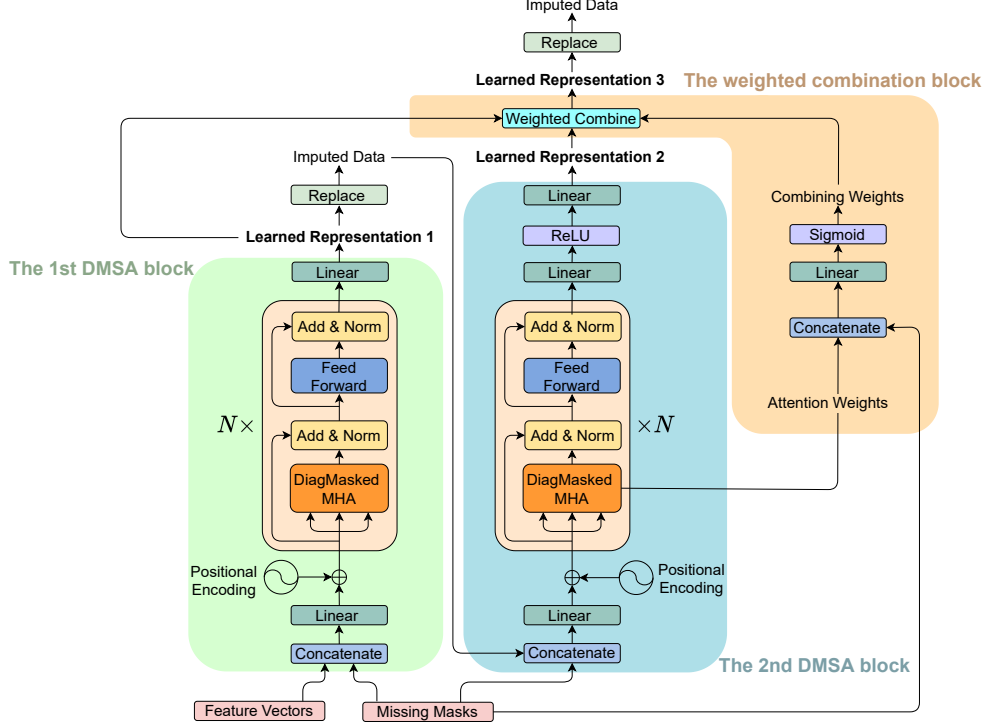 Imputed Data
Replace
Learned Representation 3
The weighted combination block
Weighted Combine
Imputed Data
Learned Representation 2
Replace
Linear
Combining Weights
Learned Representation 1
ReLU
Sigmoid
The 1st DMSA block
Linear
Linear
Linear
Add & Norm
Add & Norm
Concatenate
Feed
Forward
Feed
Forward
Attention Weights
N×
Add & Norm
Add & Norm
×N
DiagMasked
MHA
DiagMasked
MHA
Positional
Encoding
Positional
Encoding
Linear
Linear
Concatenate
Concatenate
The 2nd DMSA block
Feature Vectors
Missing Masks